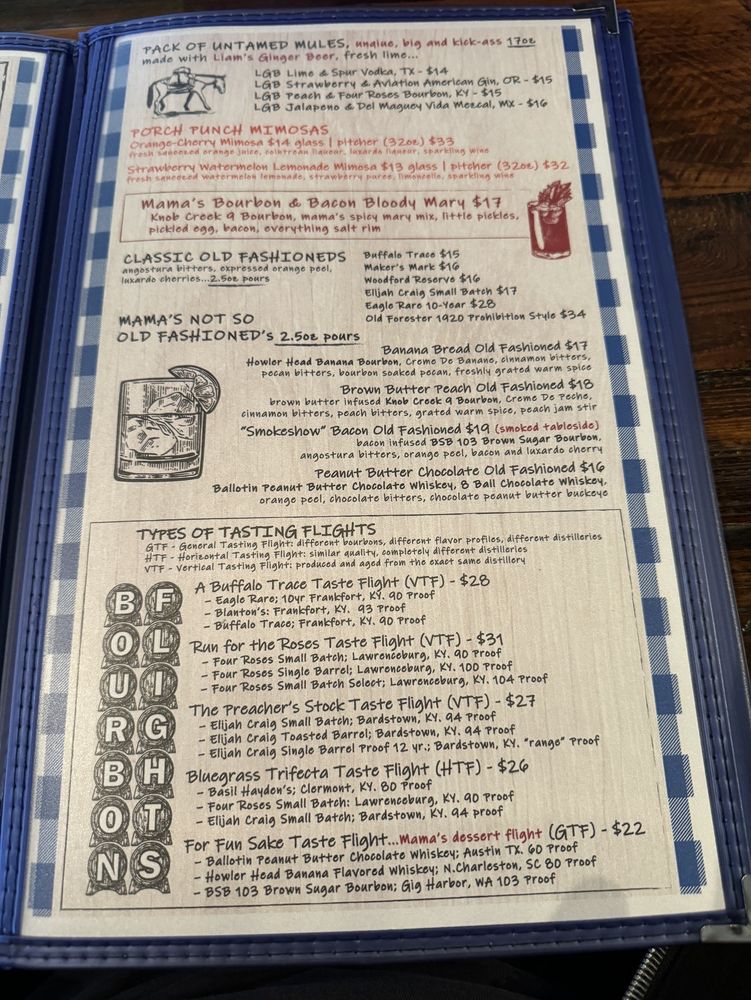 PACK OF UNTAMED MULES, unqiue, big and kick-ass 17oz
made with Liam's Ginger Beer, fresh lime...
LGB Lime & Spur Vodka, TX - $14
LGB Strawberry & Aviation American Gin, OR - $15
LGB Peach & Four Roses Bourbon, KY - $15
LGB Jalapeno & Del Maguey Vida Mezcal, MX - $16
PORCH PUNCH MIMOSAS
Orange-Cherry Mimosa $14 glass | pitcher (32oz) $33
fresh squeezed orange juice, cointreau liqueur, luxardo liqueur, sparkling wine
Strawberry Watermelon Lemonade Mimosa $13 glass | pitcher (32oz) $32
fresh squeezed watermelon lemonade, strawberry puree, limoncello, sparkling wine
Mama's Bourbon & Bacon Bloody Mary $17
Knob Creek 9 Bourbon, mama's spicy mary mix, little pickles,
pickled egg, bacon, everything salt rim
CLASSIC OLD FASHIONEDS
angostura bitters, expressed orange peel,
luxardo cherries...2.5oz pours
Buffalo Trace $15
Maker's Mark $16
Woodford Reserve $16
Elijah Craig Small Batch $17
Eagle Rare 10-Year $28
Old Forester 1920 Prohibition Style $34
MAMA'S NOT SO
OLD FASHIONED's 2.5oz pours
Banana Bread Old Fashioned $17
Howler Head Banana Bourbon, Creme De Banane, cinnamon bitters,
pecan bitters, bourbon soaked pecan, freshly grated warm spice
Brown Butter Peach Old Fashioned $18
brown butter infused Knob Creek 9 Bourbon, Creme De Peche,
cinnamon bitters, peach bitters, grated warm spice, peach jam stir
"Smokeshow" Bacon Old Fashioned $19 (smoked tableside)
bacon infused BSB 103 Brown Sugar Bourbon,
angostura bitters, orange peel, bacon and luxardo cherry
Peanut Butter Chocolate Old Fashioned $16
Ballotin Peanut Butter Chocolate Whiskey, 8 Ball Chocolate Whiskey,
orange peel, chocolate bitters, chocolate peanut butter buckeye
TYPES OF TASTING FLIGHTS
GTF - General Tasting Flight: different bourbons, different flavor profiles, different distilleries
HTF - Horizontal Tasting Flight: similar quality, completely different distilleries
VTF - Vertical Tasting Flight: produced and aged from the exact same distillery
BOURBON
FLIGHTS
A Buffalo Trace Taste Flight (VTF) - $28
- Eagle Rare; 10yr Frankfort, KY. 90 Proof
- Blanton's: Frankfort, KY. 93 Proof
- Buffalo Trace; Frankfort, KY. 90 Proof
Run for the Roses Taste Flight (VTF) - $31
- Four Roses Small Batch; Lawrenceburg, KY. 90 Proof
- Four Roses Single Barrel; Lawrenceburg, KY. 100 Proof
- Four Roses Small Batch Select; Lawrenceburg, KY. 104 Proof
The Preacher's Stock Taste Flight (VTF) - $27
- Elijah Craig Small Batch; Bardstown, KY. 94 Proof
- Elijah Craig Toasted Barrel; Bardstown, KY. 94 Proof
- Elijah Craig Single Barrel Proof 12 yr.; Bardstown, KY. "range" Proof
Bluegrass Trifecta Taste Flight (HTF) - $26
- Basil Hayden's; Clermont, KY. 80 Proof
- Four Roses Small Batch: Lawrenceburg, KY. 90 Proof
- Elijah Craig Small Batch; Bardstown, KY. 94 proof
For Fun Sake Taste Flight...Mama's dessert flight (GTF) - $22
- Ballotin Peanut Butter Chocolate Whiskey; Austin TX. 60 Proof
- Howler Head Banana Flavored Whiskey; N.Charleston, SC 80 Proof
- BSB 103 Brown Sugar Bourbon; Gig Harbor, WA 103 Proof